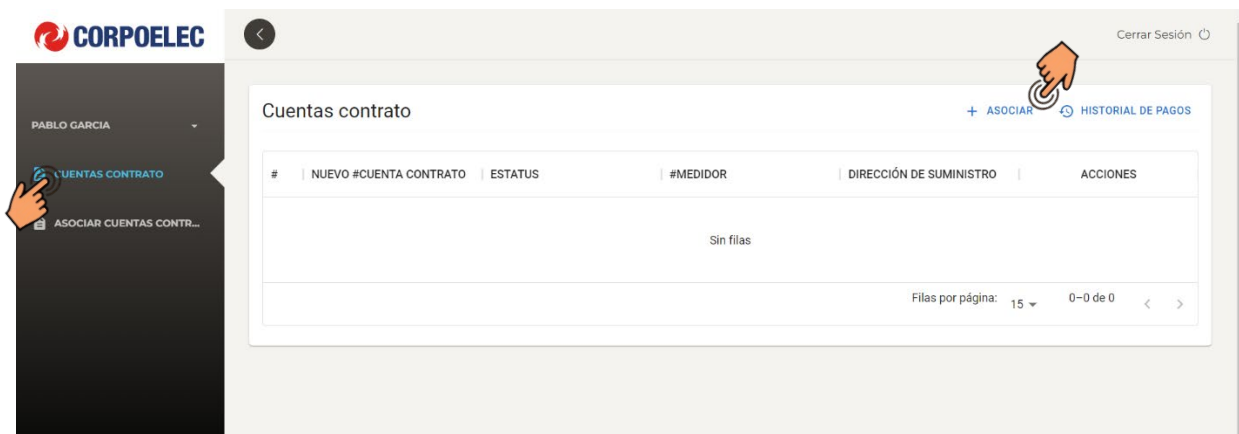 CORPOELEC
Cerrar Sesión
PABLO GARCIA
CUENTAS CONTRATO
ASOCIAR CUENTAS CONTR...
Cuentas contrato
+ ASOCIAR
HISTORIAL DE PAGOS
# NUEVO #CUENTA CONTRATO ESTATUS #MEDIDOR DIRECCIÓN DE SUMINISTRO ACCIONES
Sin filas
Filas por página: 15 0–0 de 0 < >